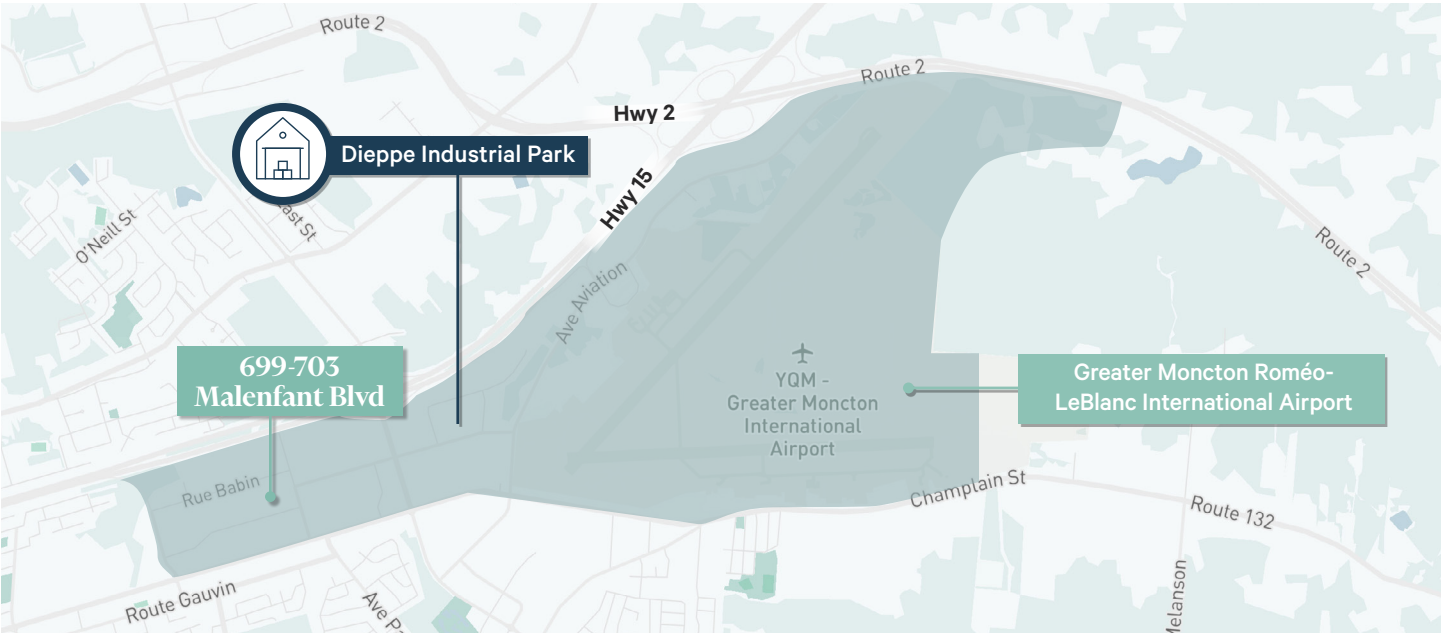 Route 2
Route 2
Hwy 2
Dieppe Industrial Park
Hwy 15
O'Neill St
Route 2
Ave Aviation
699-703
Malenfant Blvd
YQM -
Greater Moncton
International
Airport
Greater Moncton Roméo-
LeBlanc International Airport
Rue Babin
Champlain St
Route 132
Route Gauvin
Ave
Melanson